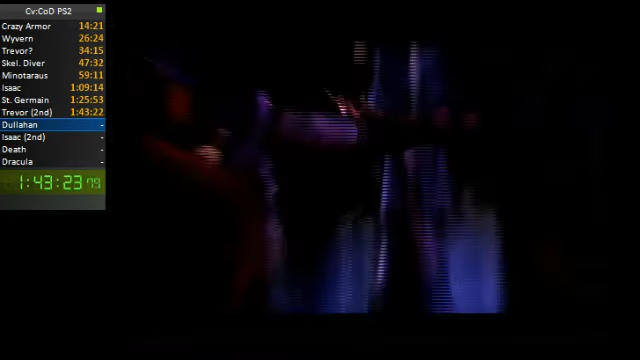 Cv:CoD PS2
Crazy Armor 14:21
Wyvern 26:24
Trevor? 34:15
Skel. Diver 47:32
Minotaraus 59:11
Isaac 1:09:14
St. Germain 1:25:53
Trevor (2nd) 1:43:22
Dullahan -
Isaac (2nd) -
Death -
Dracula -
1:43:23 79